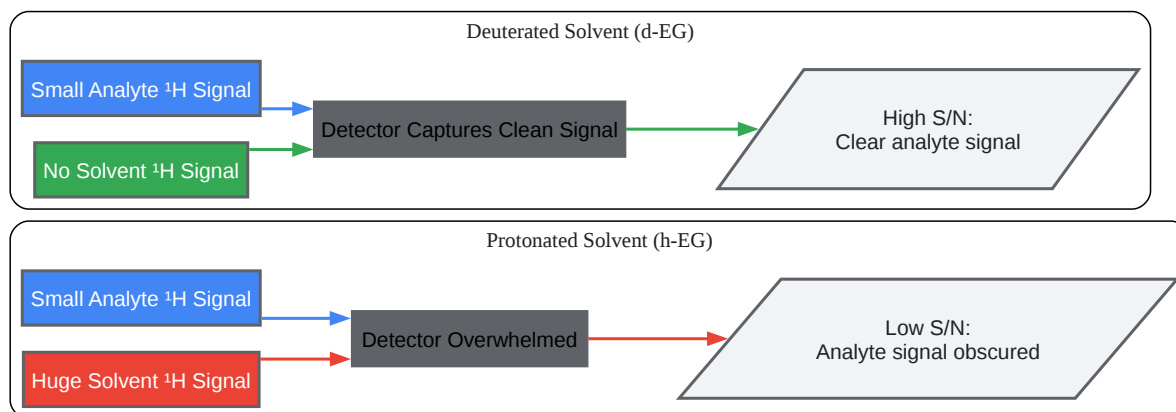 Deuterated Solvent (d-EG)
Small Analyte ¹H Signal
No Solvent ¹H Signal
Detector Captures Clean Signal
High S/N:
Clear analyte signal
Protonated Solvent (h-EG)
Small Analyte ¹H Signal
Huge Solvent ¹H Signal
Detector Overwhelmed
Low S/N:
Analyte signal obscured